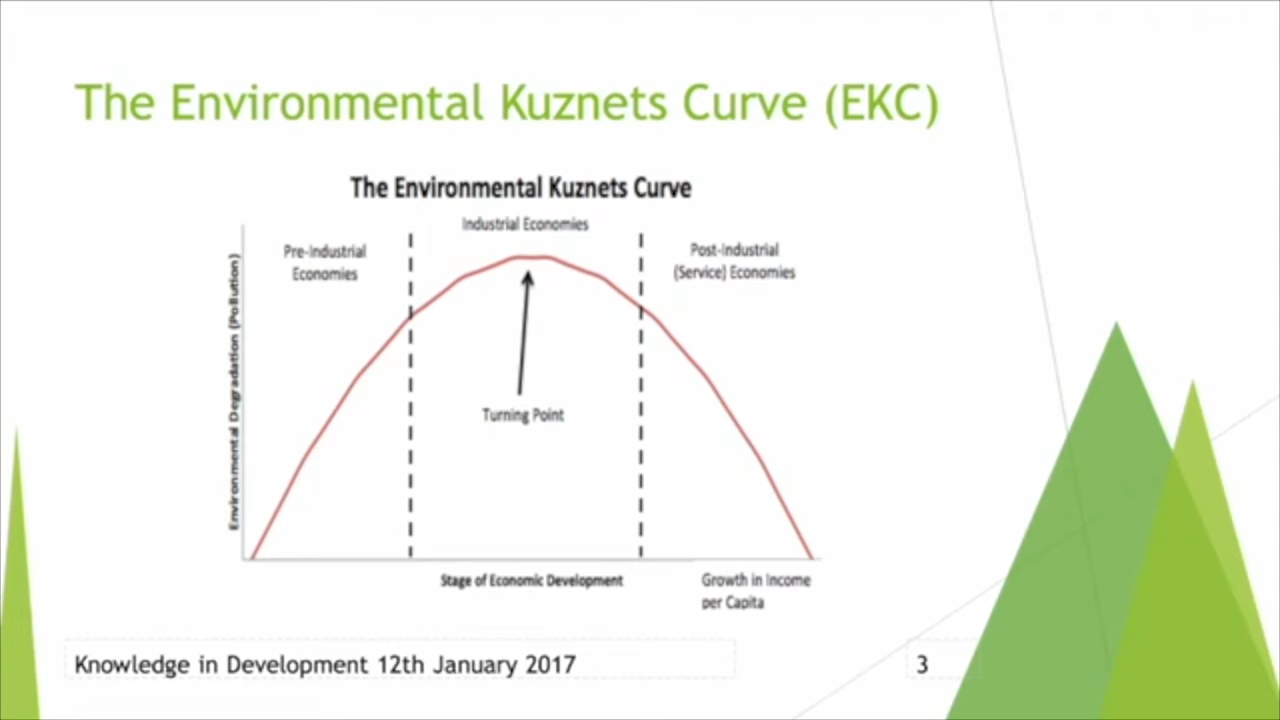 The Environmental Kuznets Curve (EKC)
The Environmental Kuznets Curve
Industrial Economies
Pre-Industrial
Economies
Post-Industrial
(Service) Economies
Environmental Degradation (Pollution)
Turning Point
Stage of Economic Development
Growth in Income
per Capita
Knowledge in Development 12th January 2017
3